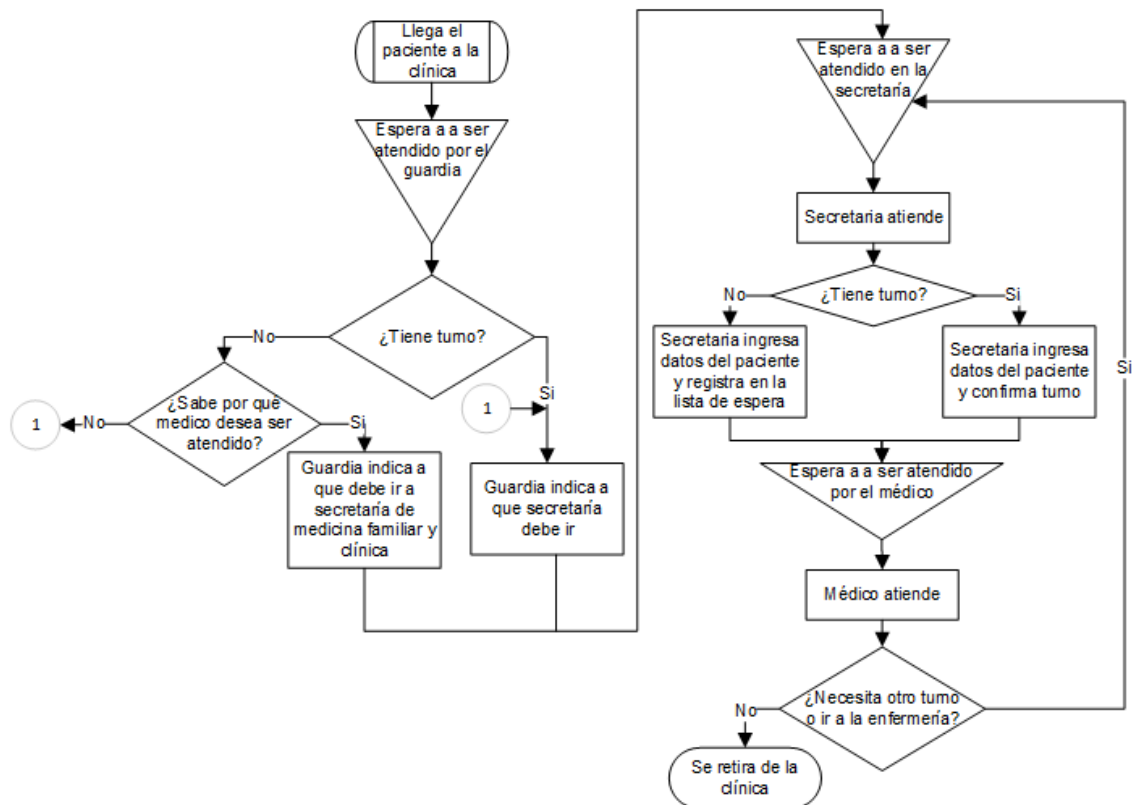 Llega el
paciente a la
clínica
Espera a a ser
atendido por el
guardia
¿Tiene turno?
No
Si
¿Sabe por que
medico desea ser
atendido?
No
1
Si
1
Guardia indica a
que debe ir a
secretaría de
medicina familiar y
clínica
Guardia indica a
que secretaría
debe ir
Espera a a ser
atendido en la
secretaría
Secretaria atiende
¿Tiene turno?
No
Si
Secretaria ingresa
datos del paciente
y registra en la
lista de espera
Secretaria ingresa
datos del paciente
y confirma turno
Si
Espera a a ser atendido
por el médico
Médico atiende
¿Necesita otro turno
o ir a la enfermería?
No
Se retira de la
clínica